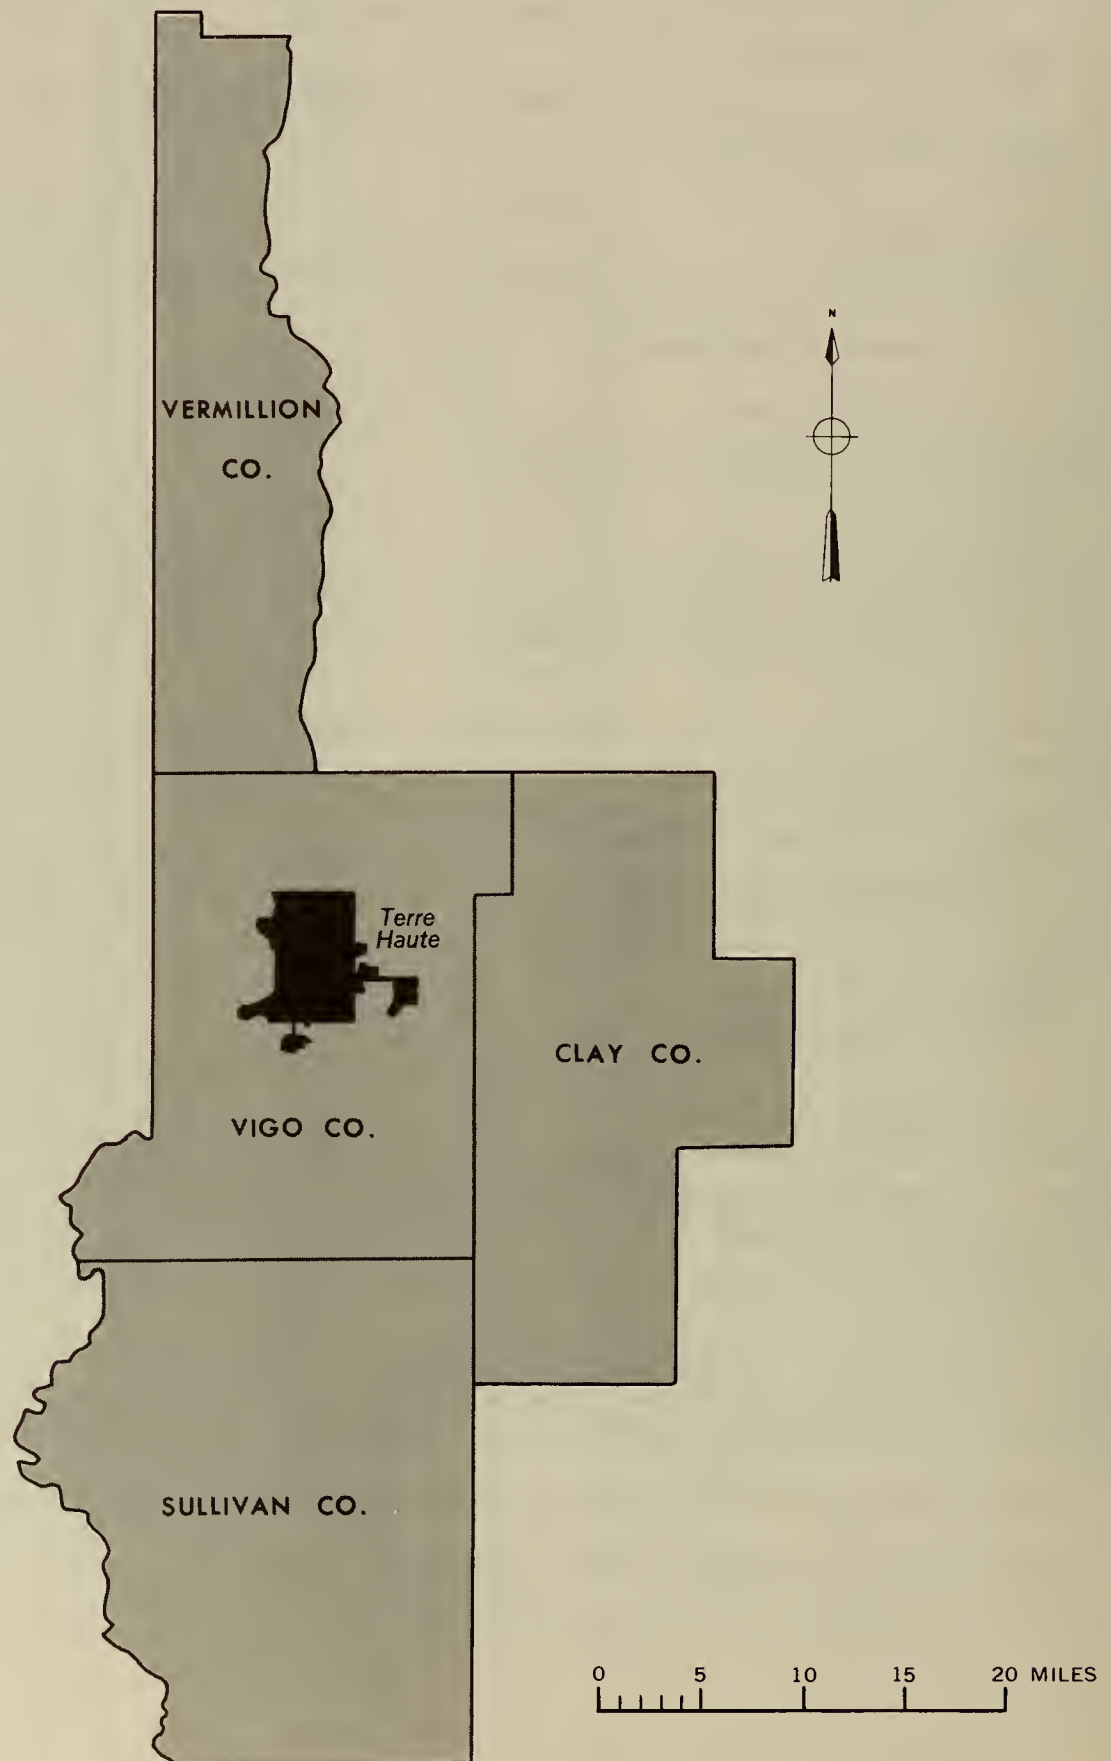 N
VERMILLION
CO.
Terre
Haute
CLAY CO.
VIGO CO.
SULLIVAN CO.
0 5 10 15 20 MILES